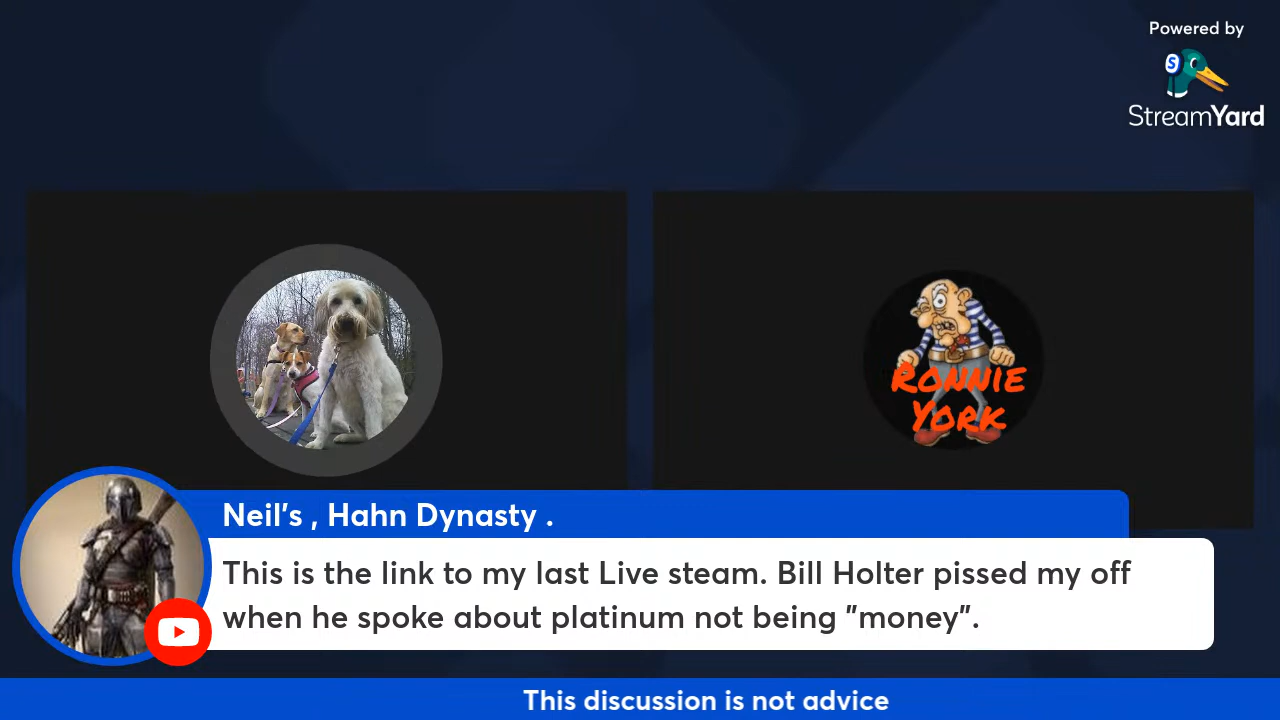 Powered by
S
StreamYard
RONNIE
YORK
Neil's , Hahn Dynasty .
This is the link to my last Live steam. Bill Holter pissed my off
when he spoke about platinum not being "money".
This discussion is not advice